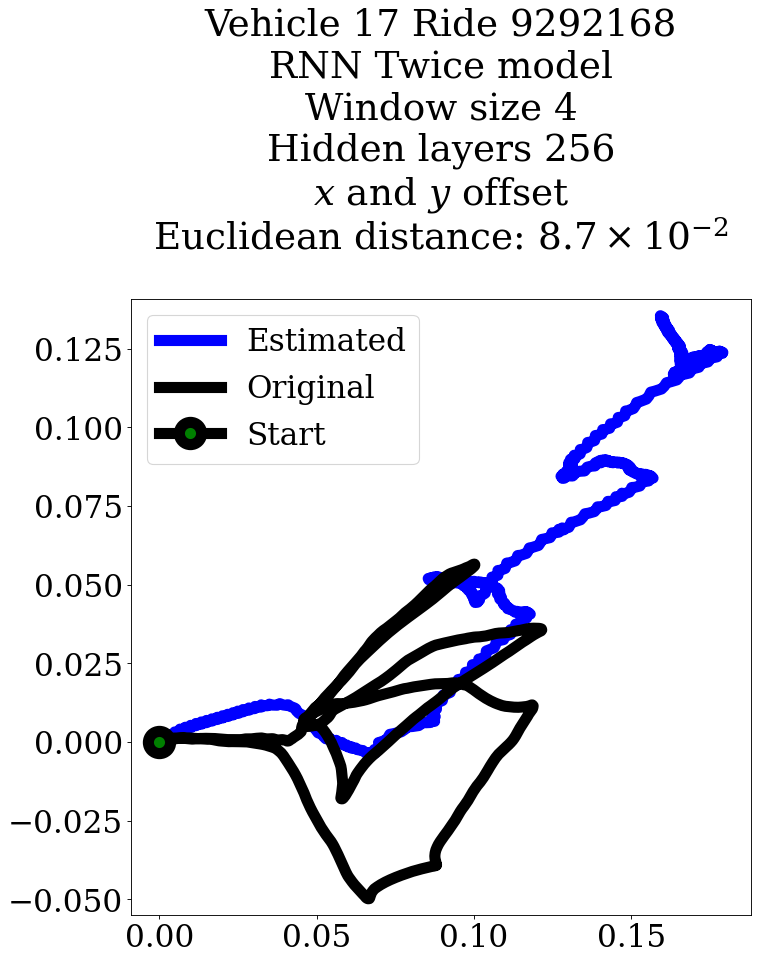 Vehicle 17 Ride 9292168
RNN Twice model
Window size 4
Hidden layers 256
x and y offset
Euclidean distance: 8.7 × 10⁻²
Estimated
Original
Start
0.125
0.100
0.075
0.050
0.025
0.000
−0.025
−0.050
0.00 0.05 0.10 0.15